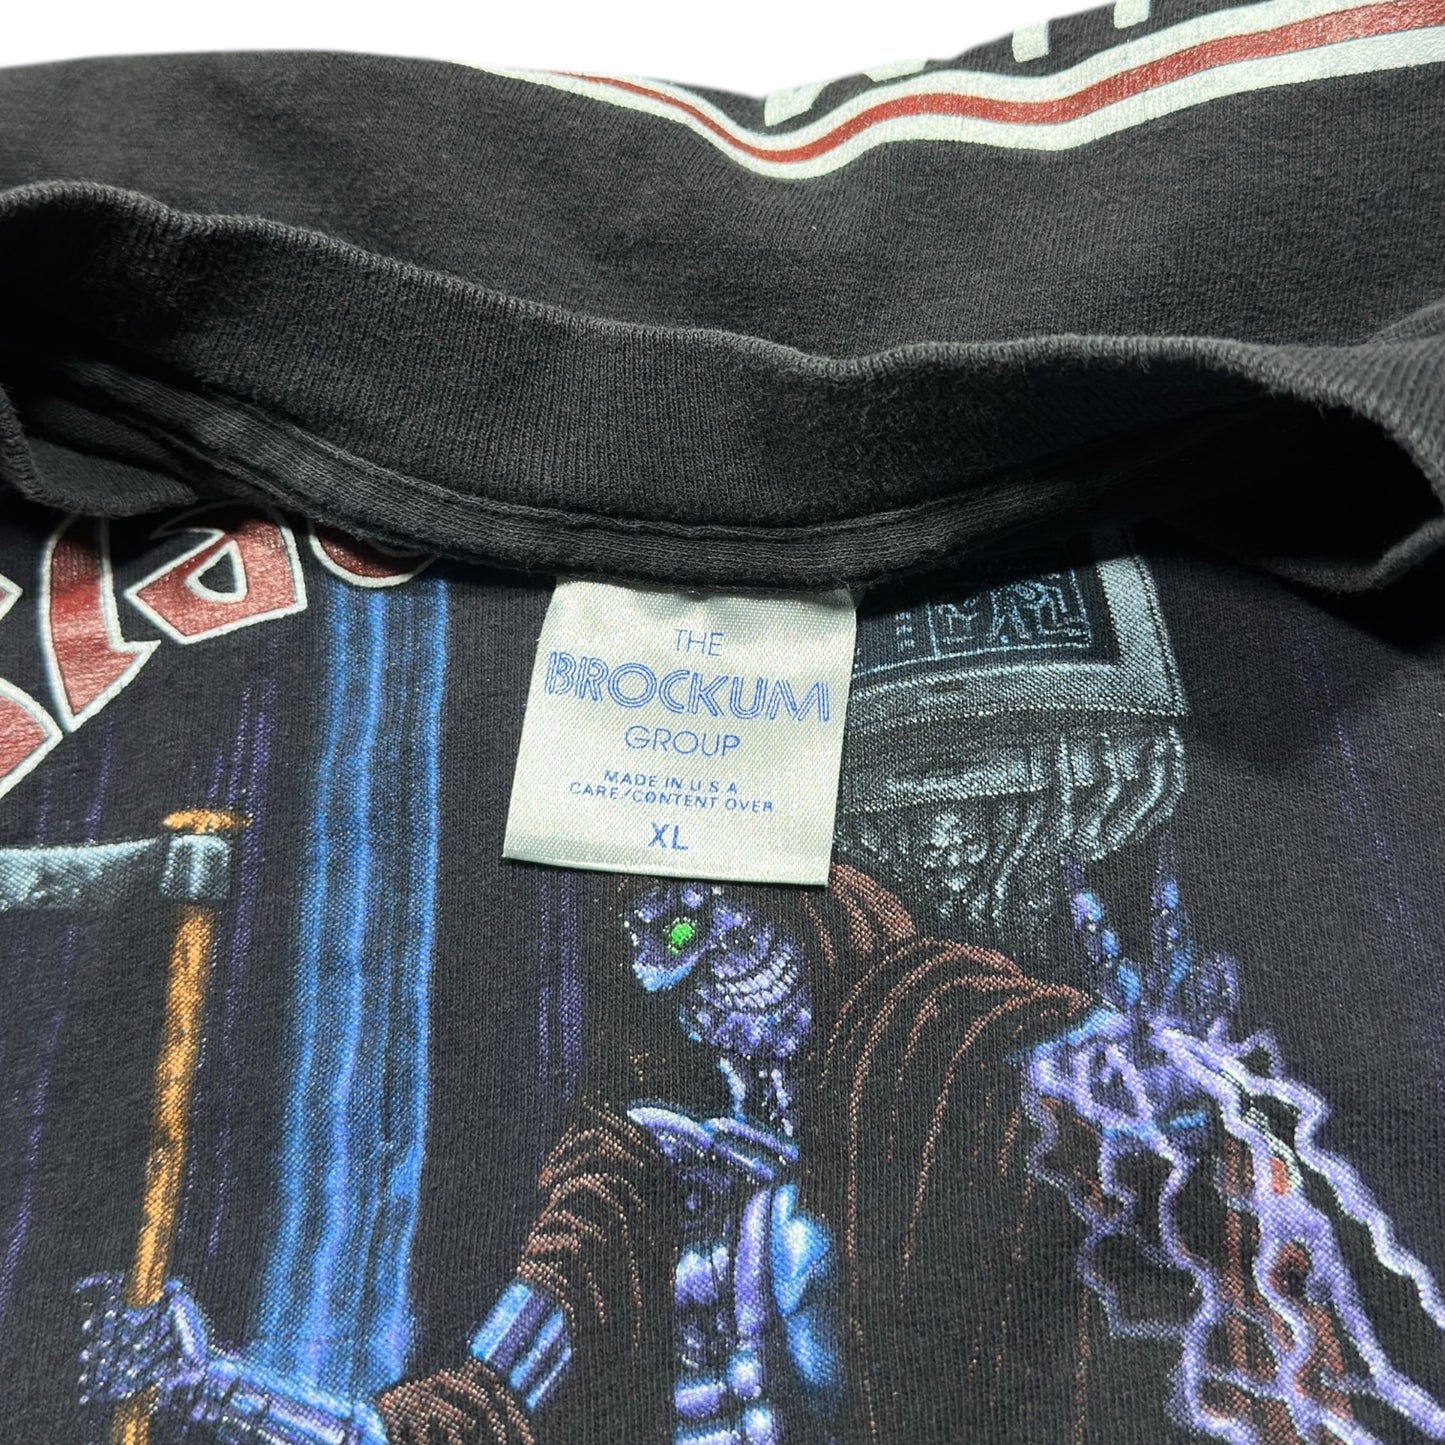 THE
BROCKUM
GROUP
MADE IN U.S.A
CARE/CONTENT OVER
XL